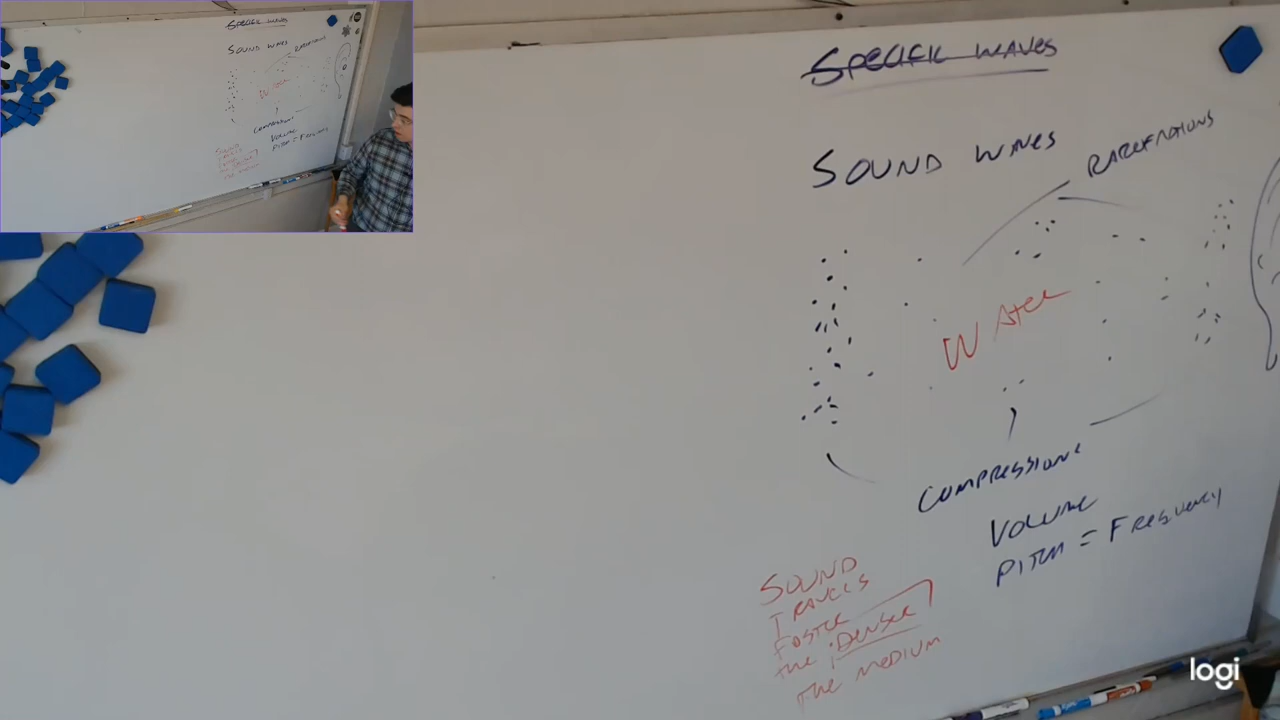 SPECIFIC WAVES
SOUND WAVES
RAREFACTIONS
WATER
COMPRESSIONS
VOLUME
PITCH = FREQUENCY
SOUND
TRAVELS
FASTER
the DENSER
the MEDIUM
logi